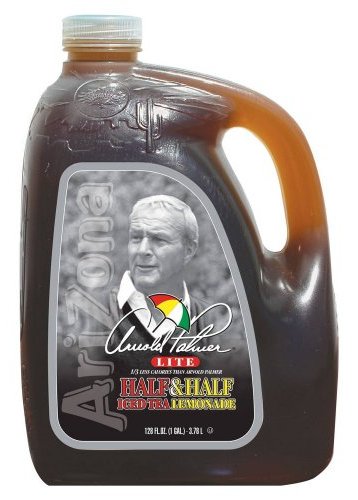 AriZona
Arnold Palmer
LITE
1/3 LESS CALORIES THAN ARNOLD PALMER
HALF & HALF
ICED TEA LEMONADE
128 FL.OZ. (1 GAL.) - 3.78 L